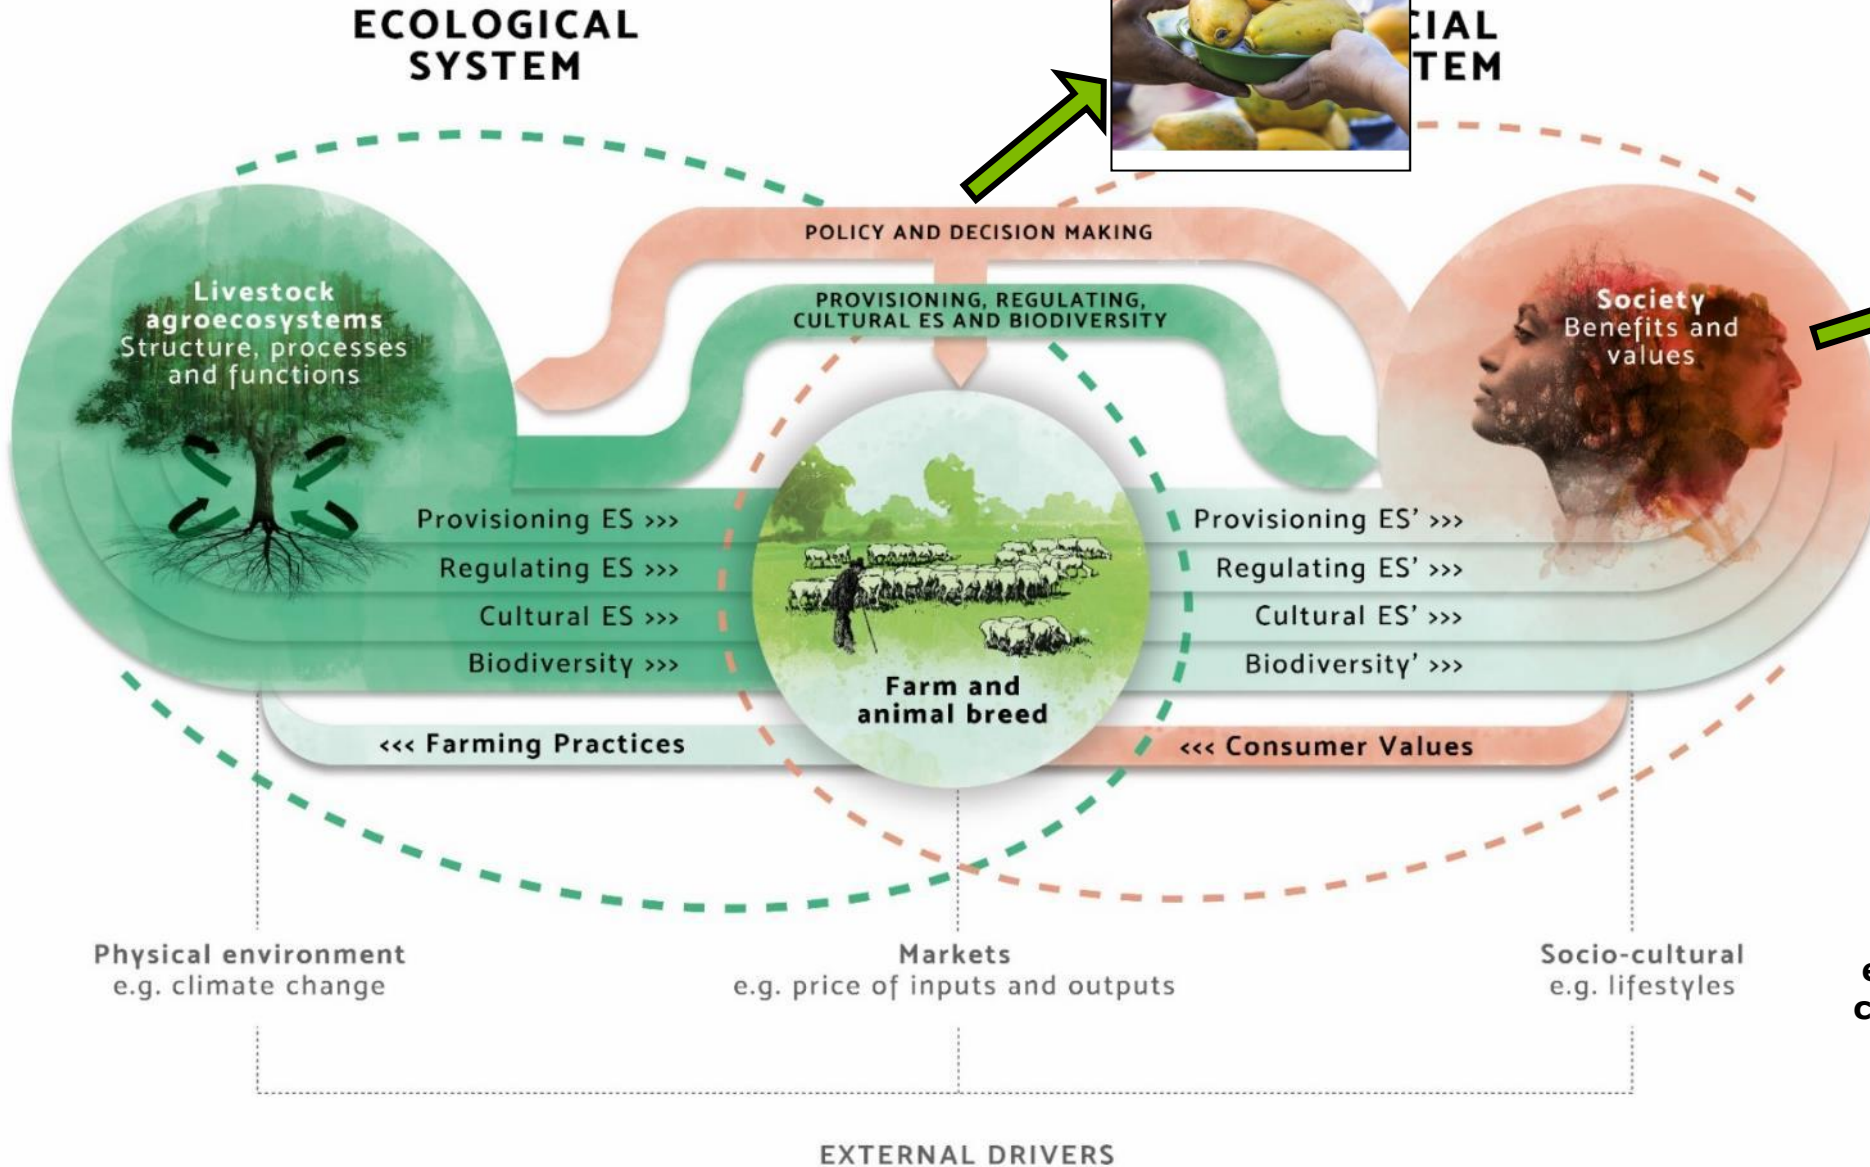 ECOLOGICAL
SYSTEM
CIAL
TEM
POLICY AND DECISION MAKING
PROVISIONING, REGULATING,
CULTURAL ES AND BIODIVERSITY
Livestock
agroecosystems
Structure, processes
and functions
Society
Benefits and
values
Provisioning ES >>>
Regulating ES >>>
Cultural ES >>>
Biodiversity >>>
Provisioning ES’ >>>
Regulating ES’ >>>
Cultural ES’ >>>
Biodiversity’ >>>
Farm and
animal breed
<<< Farming Practices
<<< Consumer Values
Physical environment
e.g. climate change
Markets
e.g. price of inputs and outputs
Socio-cultural
e.g. lifestyles
e
c
EXTERNAL DRIVERS